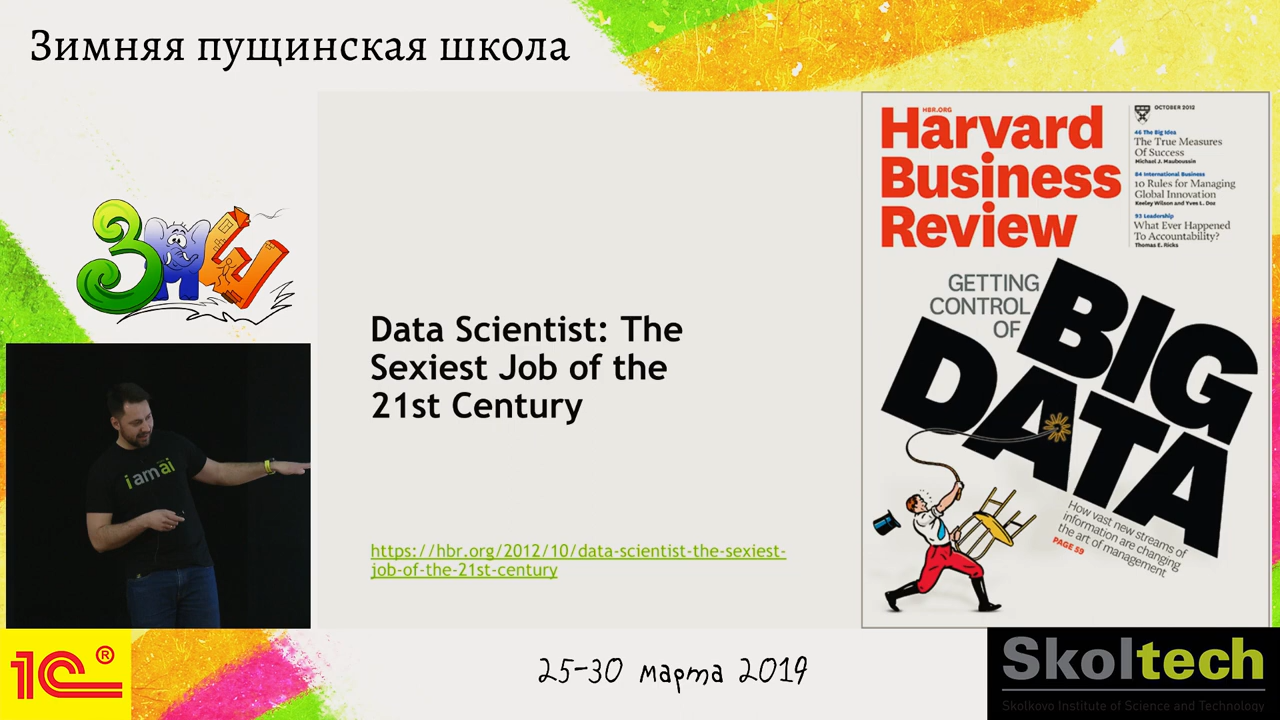 Зимняя пущинская школа
ЗПШ
i am ai
Data Scientist: The
Sexiest Job of the
21st Century
https://hbr.org/2012/10/data-scientist-the-sexiest-
job-of-the-21st-century
HBR.ORG
Harvard
Business
Review
OCTOBER 2012
46 The Big Idea
The True Measures
Of Success
Michael J. Mauboussin
84 International Business
10 Rules for Managing
Global Innovation
Keeley Wilson and Yves L. Doz
93 Leadership
What Ever Happened
To Accountability?
Thomas E. Ricks
GETTING
CONTROL
OF
BIG
DATA
How vast new streams of
information are changing
the art of management
PAGE 59
1С®
25-30 марта 2019
Skoltech
Skolkovo Institute of Science and Technology